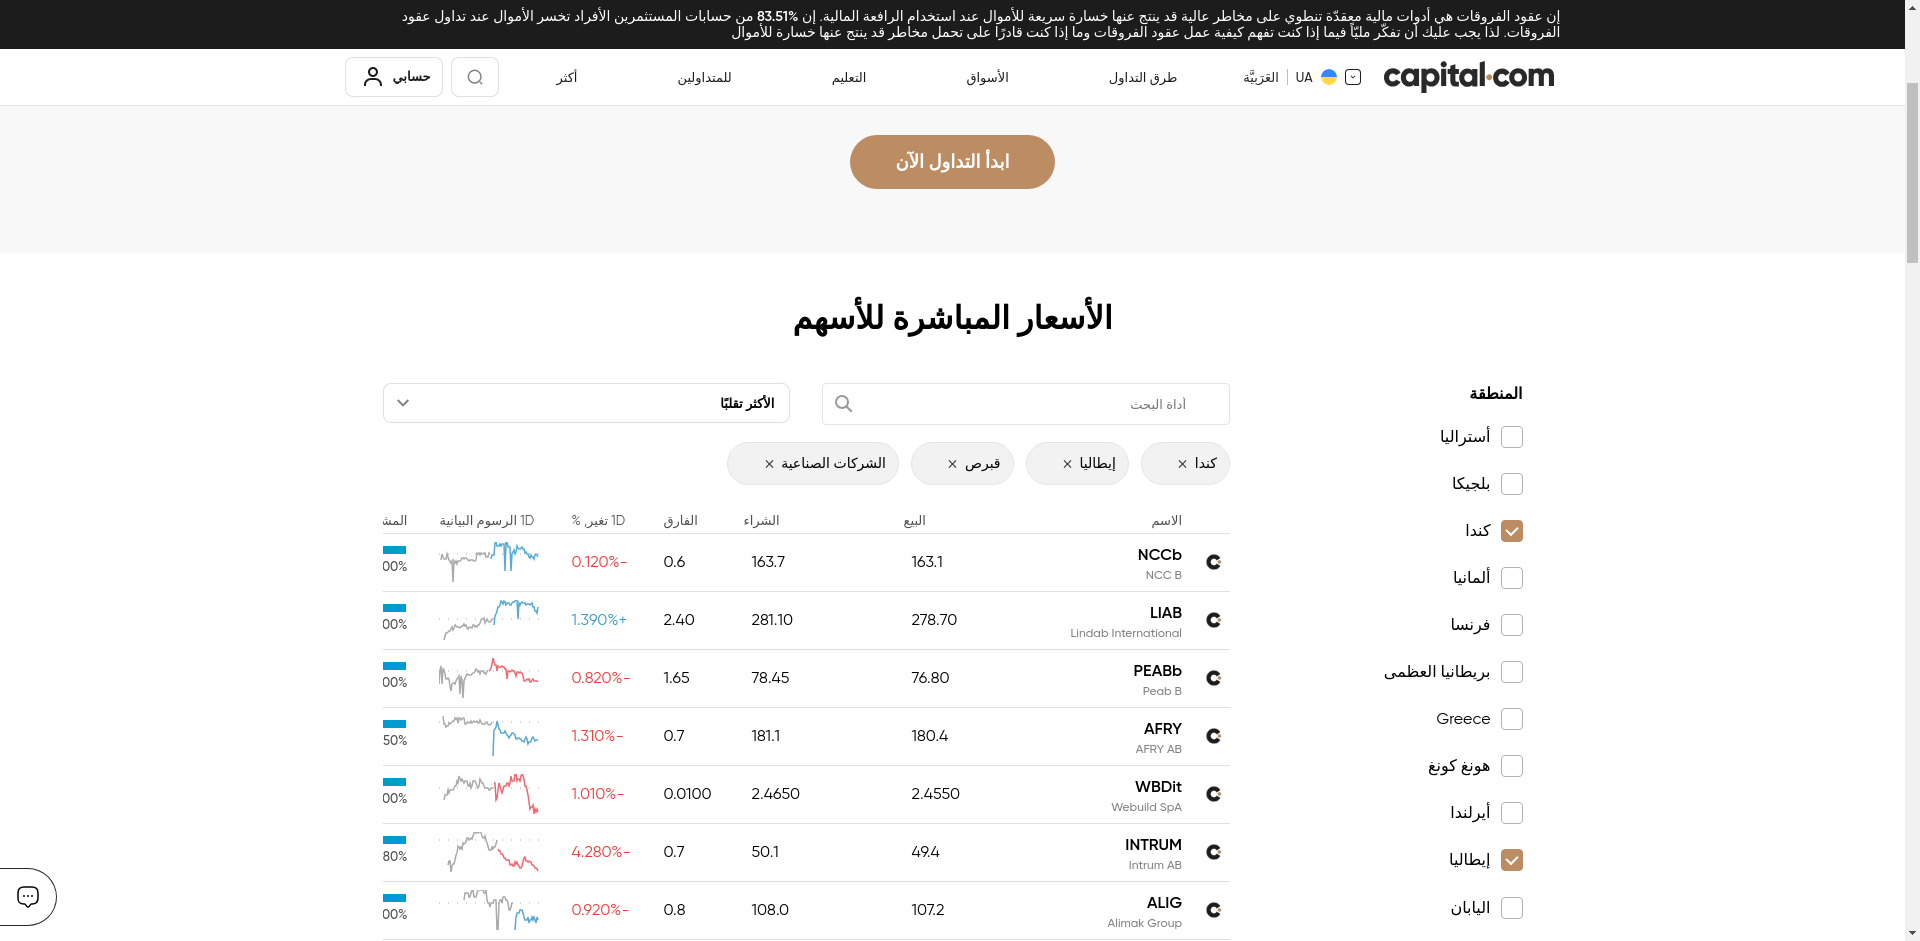 إن عقود الفروقات هي أدوات مالية معقدّة تنطوي على مخاطر عالية قد ينتج عنها خسارة سريعة للأموال عند استخدام الرافعة المالية. إن 83.51% من حسابات المستثمرين الأفراد تخسر الأموال عند تداول عقود
الفروقات. لذا يجب عليك أن تفكّر مليّاً فيما إذا كنت تفهم كيفية عمل عقود الفروقات وما إذا كنت قادرًا على تحمل مخاطر قد ينتج عنها خسارة للأموال
capital.com
UA | العَرَبِيَّة
طرق التداول
الأسواق
التعليم
للمتداولين
أكثر
حسابي
ابدأ التداول الآن
الأسعار المباشرة للأسهم
المنطقة
أستراليا
بلجيكا
كندا
ألمانيا
فرنسا
بريطانيا العظمى
Greece
هونغ كونغ
أيرلندا
إيطاليا
اليابان
أداة البحث
الأكثر تقلبًا
كندا ×
إيطاليا ×
قبرص ×
الشركات الصناعية ×
الاسم البيع الشراء الفارق 1D تغير, % 1D الرسوم البيانية
NCCb 163.1 163.7 0.6 0.120%- 00%
NCC B
LIAB 278.70 281.10 2.40 1.390%+ 00%
Lindab International
PEABb 76.80 78.45 1.65 0.820%- 00%
Peab B
AFRY 180.4 181.1 0.7 1.310%- 50%
AFRY AB
WBDit 2.4550 2.4650 0.0100 1.010%- 00%
Webuild SpA
INTRUM 49.4 50.1 0.7 4.280%- 80%
Intrum AB
ALIG 107.2 108.0 0.8 0.920%- 00%
Alimak Group